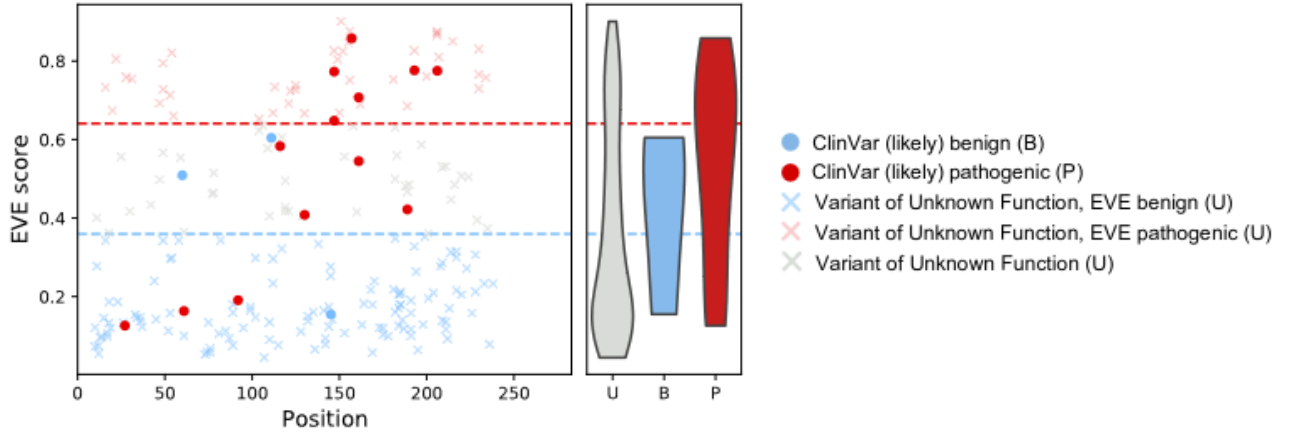 EVE score
0.8
0.6
0.4
0.2
0 50 100 150 200 250
Position
U B P
ClinVar (likely) benign (B)
ClinVar (likely) pathogenic (P)
Variant of Unknown Function, EVE benign (U)
Variant of Unknown Function, EVE pathogenic (U)
Variant of Unknown Function (U)